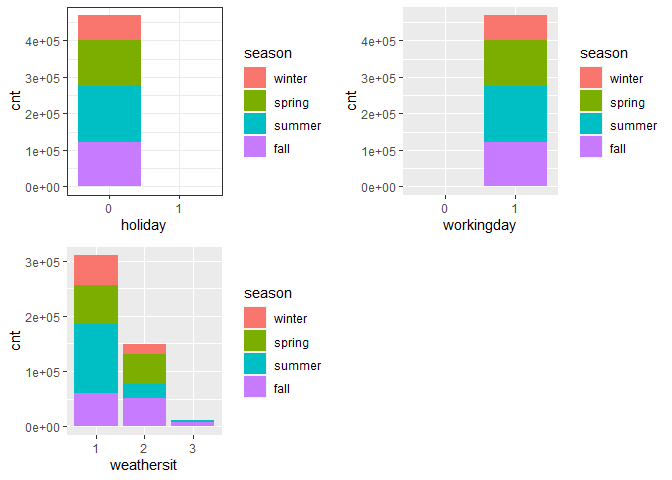 cnt
4e+05
3e+05
2e+05
1e+05
0e+00
0 1
holiday
season
winter
spring
summer
fall
cnt
4e+05
3e+05
2e+05
1e+05
0e+00
0 1
workingday
season
winter
spring
summer
fall
cnt
3e+05
2e+05
1e+05
0e+00
1 2 3
weathersit
season
winter
spring
summer
fall